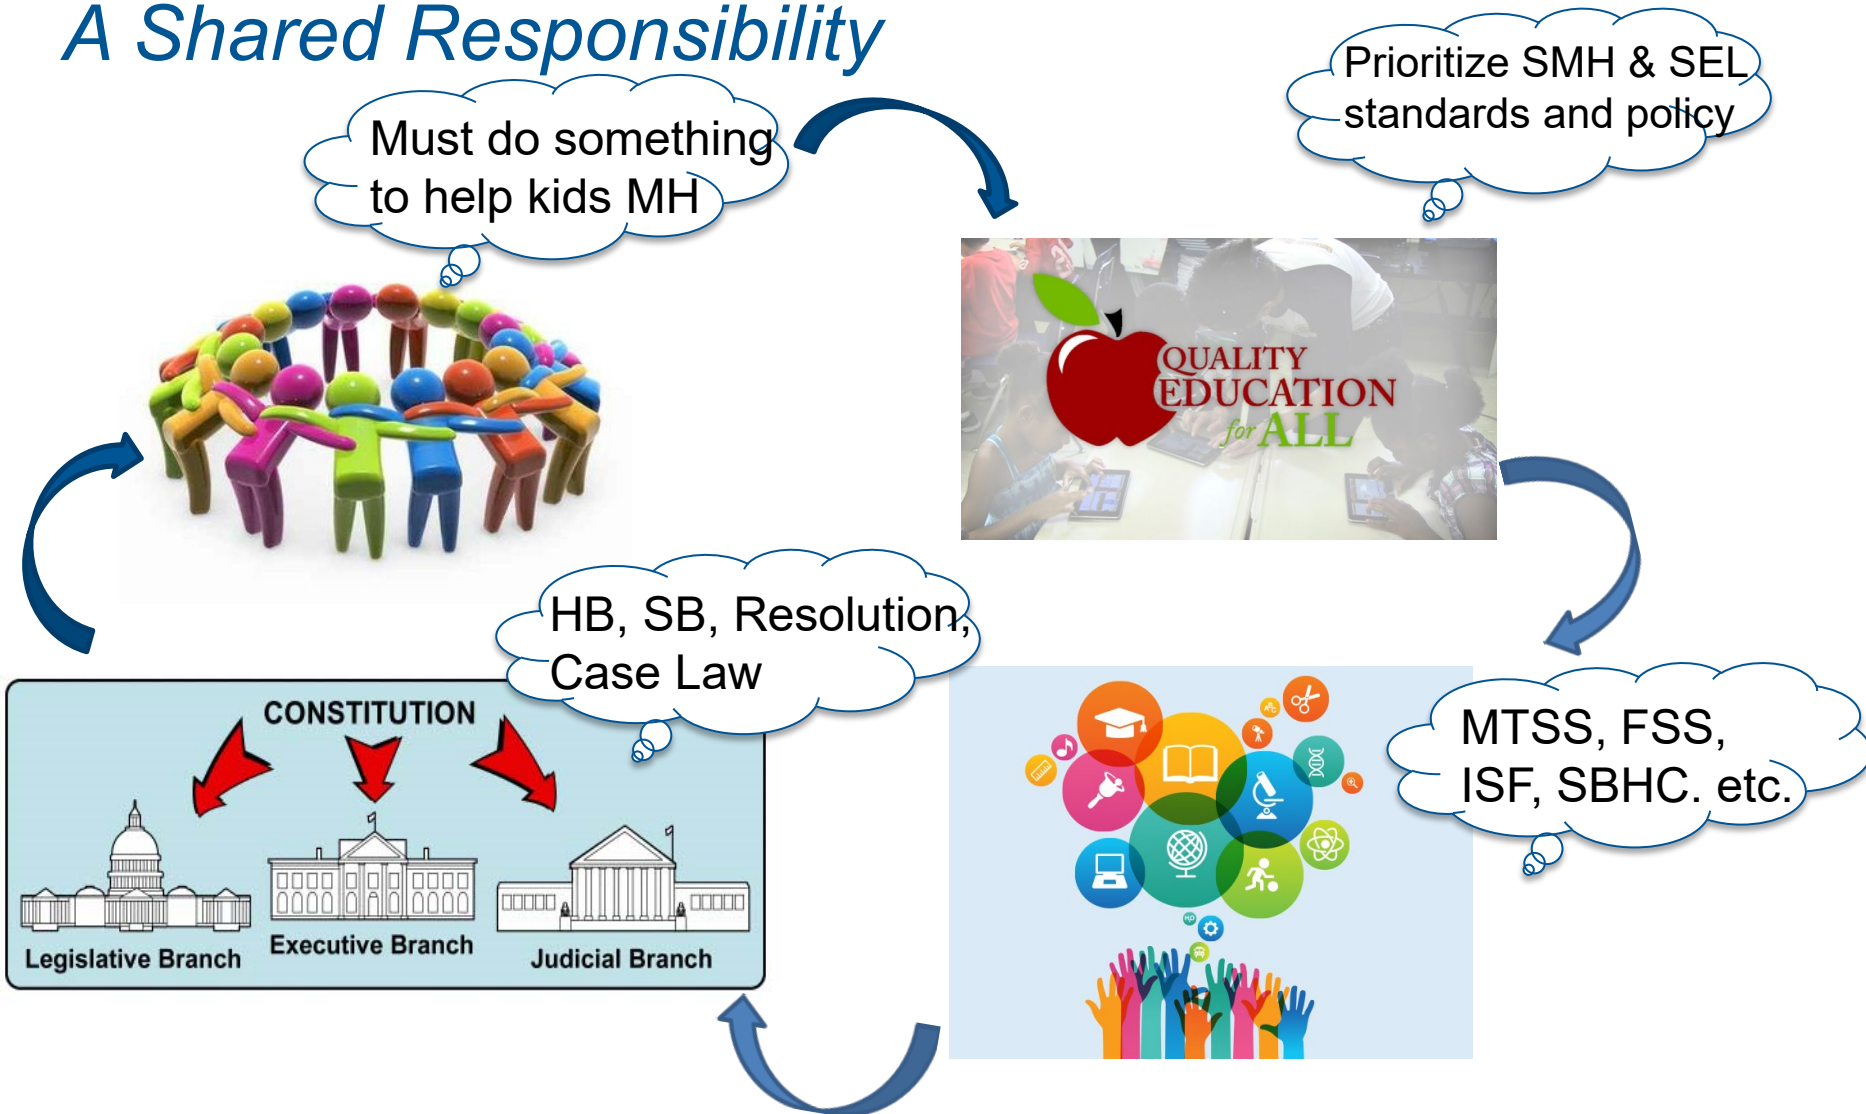 A Shared Responsibility
Must do something
to help kids MH
Prioritize SMH & SEL
standards and policy
QUALITY
EDUCATION
for ALL
HB, SB, Resolution,
Case Law
MTSS, FSS,
ISF, SBHC. etc.
CONSTITUTION
Legislative Branch
Executive Branch
Judicial Branch